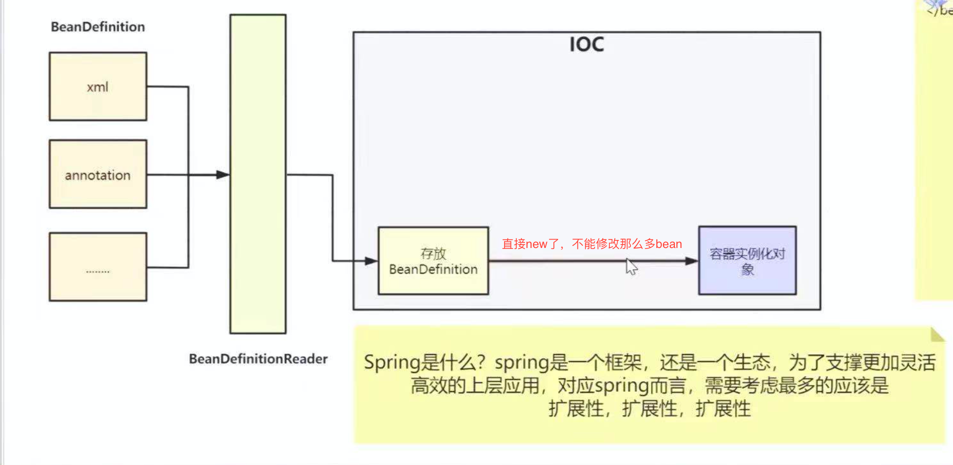 </be
BeanDefinition
IOC
xml
annotation
........
直接new了，不能修改那么多bean
存放
BeanDefinition
容器实例化对
象
BeanDefinitionReader
Spring是什么？spring是一个框架，还是一个生态，为了支撑更加灵活
高效的上层应用，对应spring而言，需要考虑最多的应该是
扩展性，扩展性，扩展性